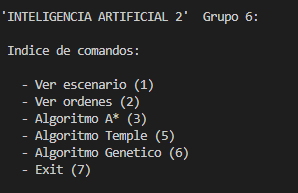 'INTELIGENCIA ARTIFICIAL 2'  Grupo 6:
Indice de comandos:
- Ver escenario (1)
- Ver ordenes (2)
- Algoritmo A* (3)
- Algoritmo Temple (5)
- Algoritmo Genetico (6)
- Exit (7)